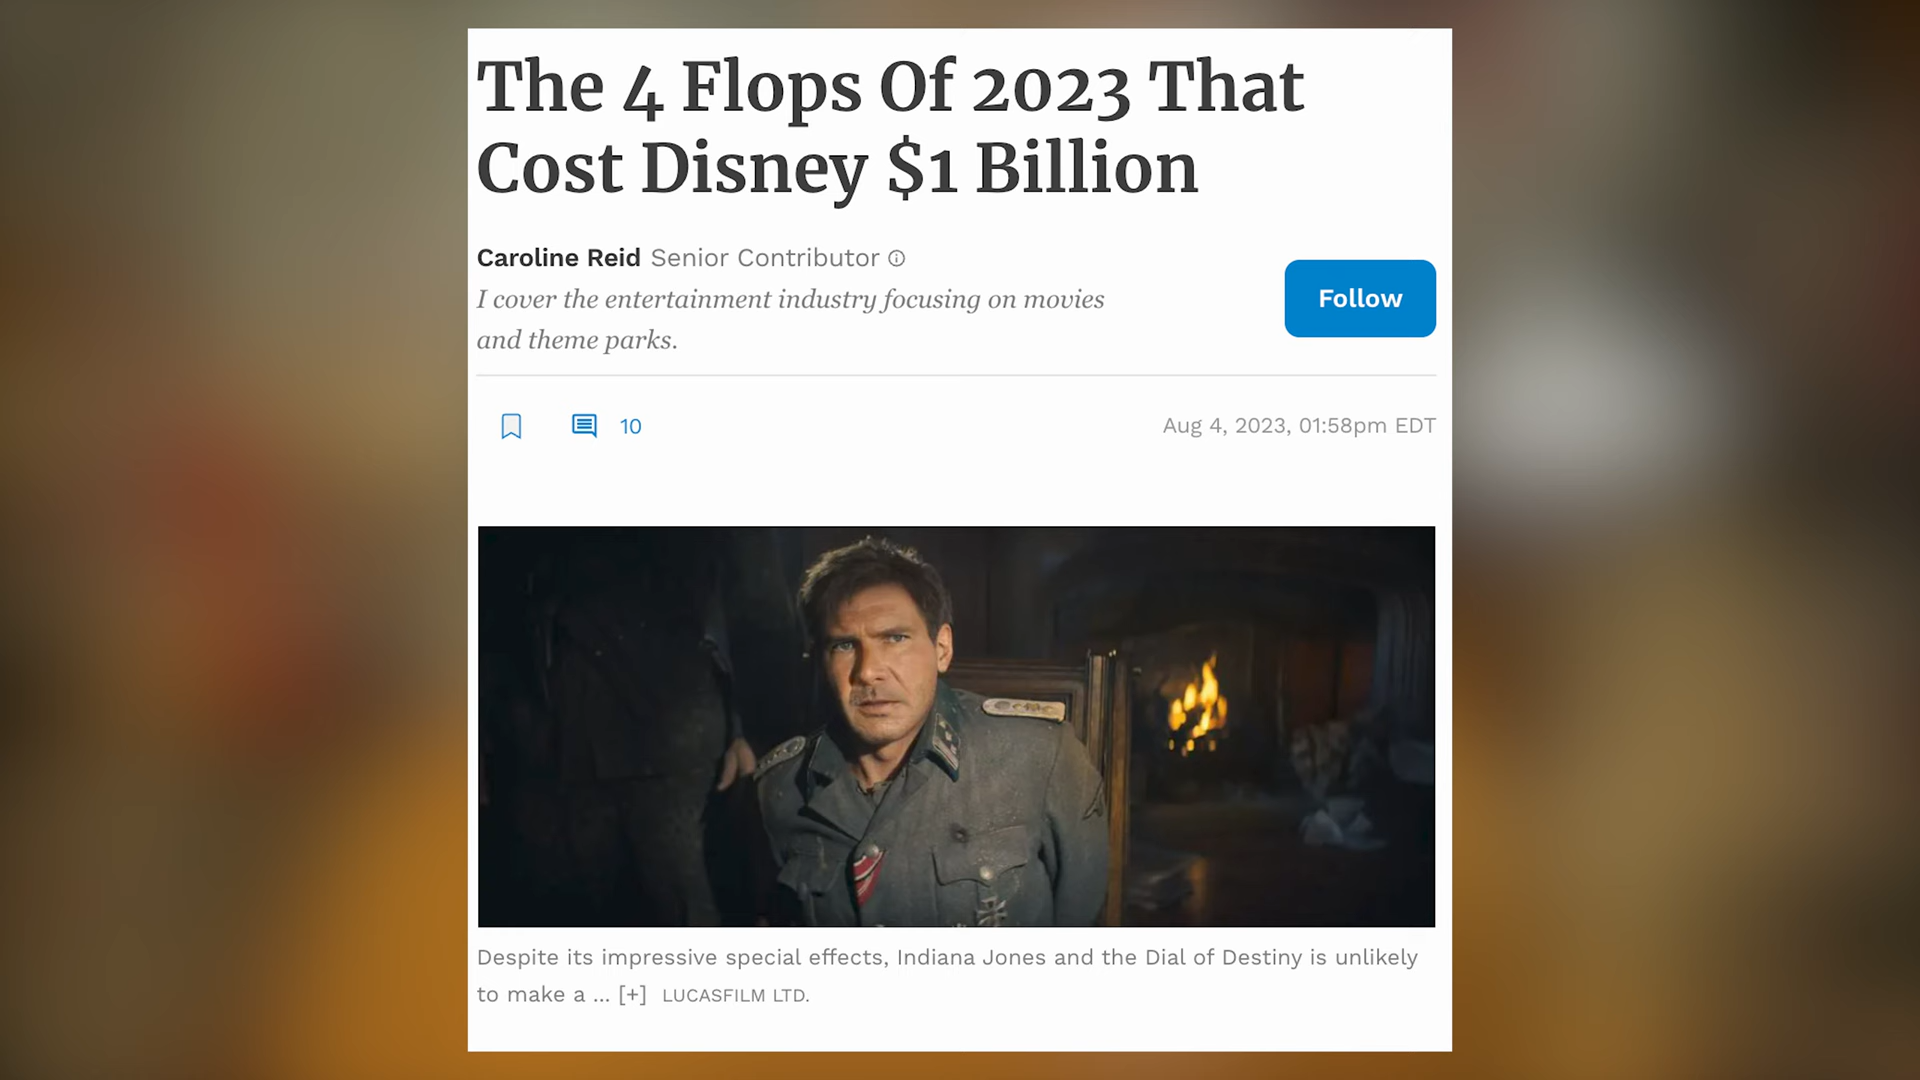 The 4 Flops Of 2023 That
Cost Disney $1 Billion
Caroline Reid Senior Contributor
I cover the entertainment industry focusing on movies
and theme parks.
Follow
10
Aug 4, 2023, 01:58pm EDT
Despite its impressive special effects, Indiana Jones and the Dial of Destiny is unlikely
to make a ... [+] LUCASFILM LTD.